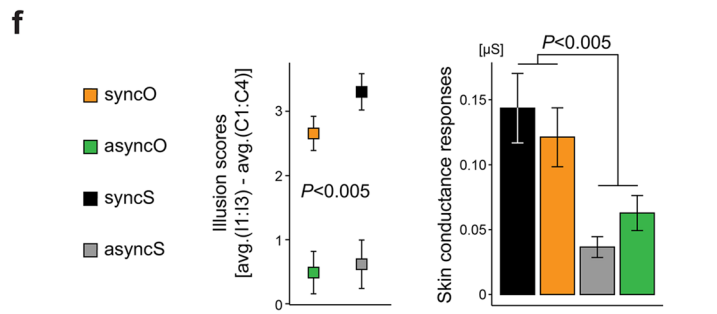 f
syncO
asyncO
syncS
asyncS
Illusion scores
[avg.(I1:I3) - avg.(C1:C4)]
3
2
1
0
P<0.005
Skin conductance responses
[µS]
0.15
0.10
0.05
0
P<0.005